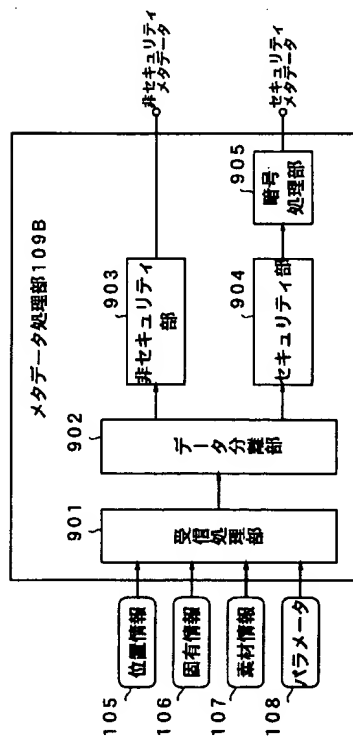 メタデータ処理部109B
105
位置情報
106
固有情報
107
素材情報
108
パラメータ
901
受信処理部
902
データ分離部
903
非セキュリティ
部
904
セキュリティ部
905
暗号
処理部
非セキュリティ
メタデータ
セキュリティ
メタデータ